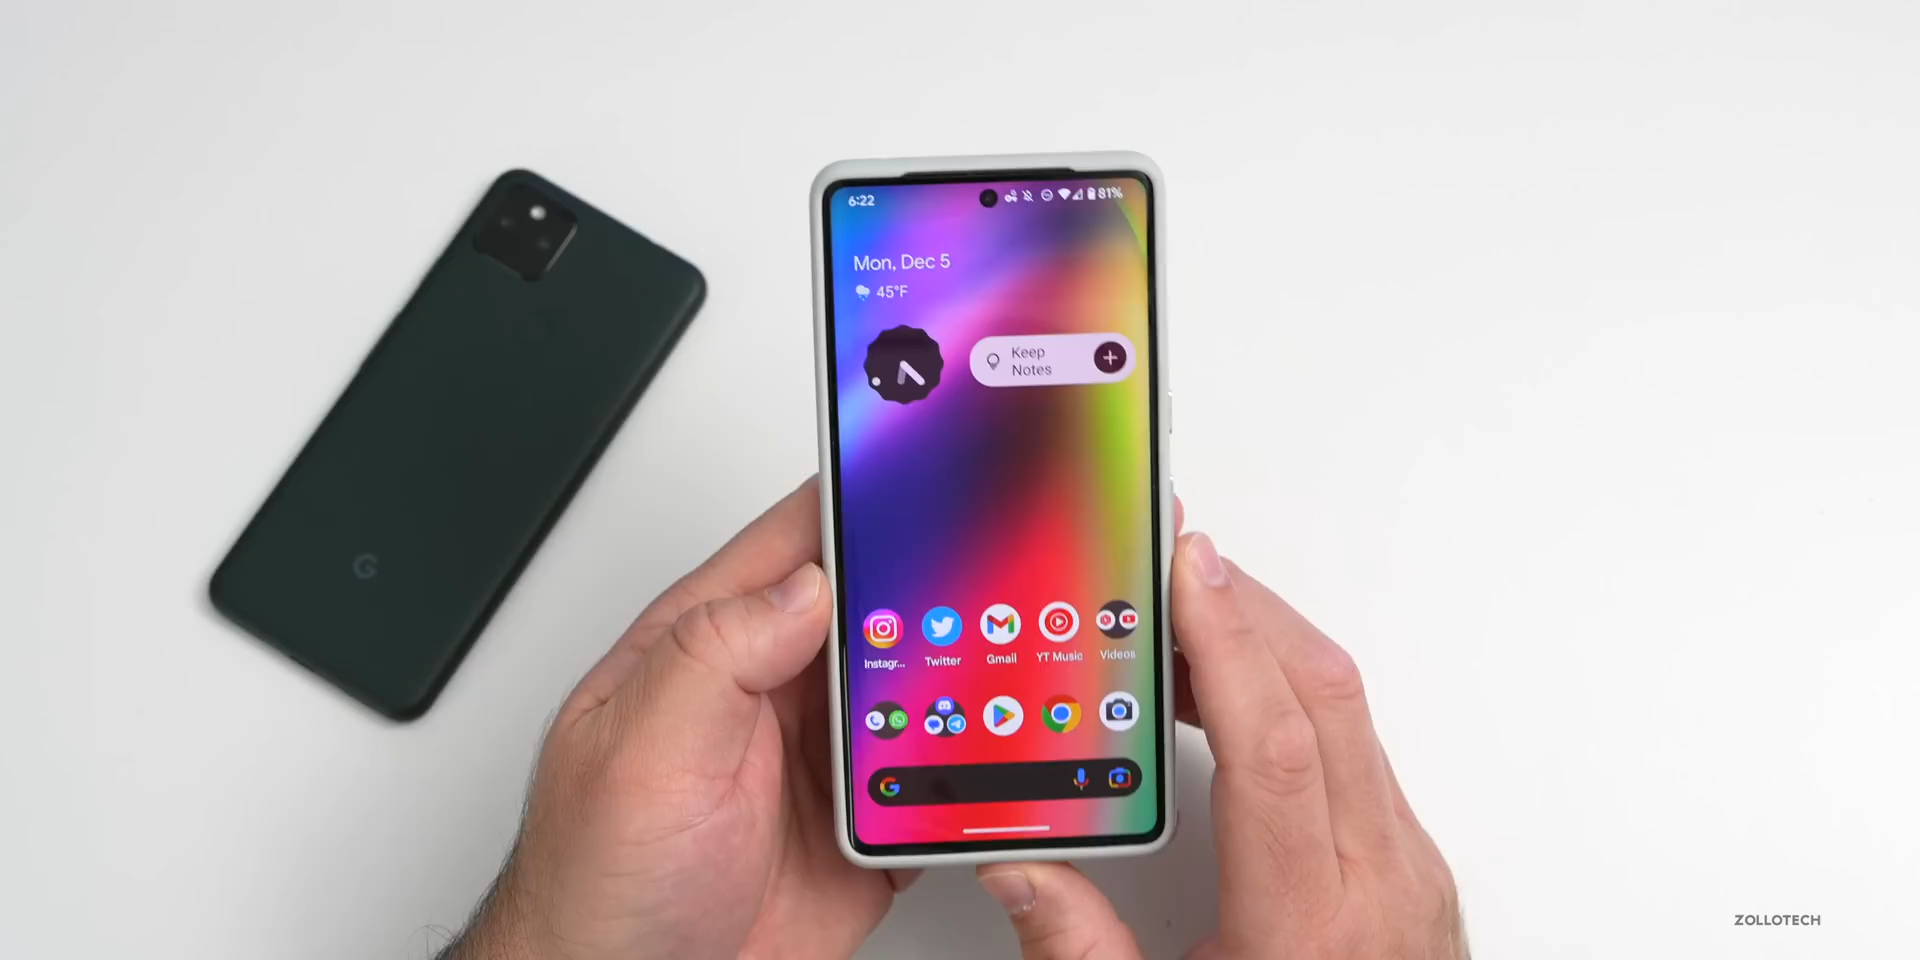 6:22
81%
Mon, Dec 5
45°F
Keep
Notes
Instagr...
Twitter
Gmail
YT Music
Videos
ZOLLOTECH